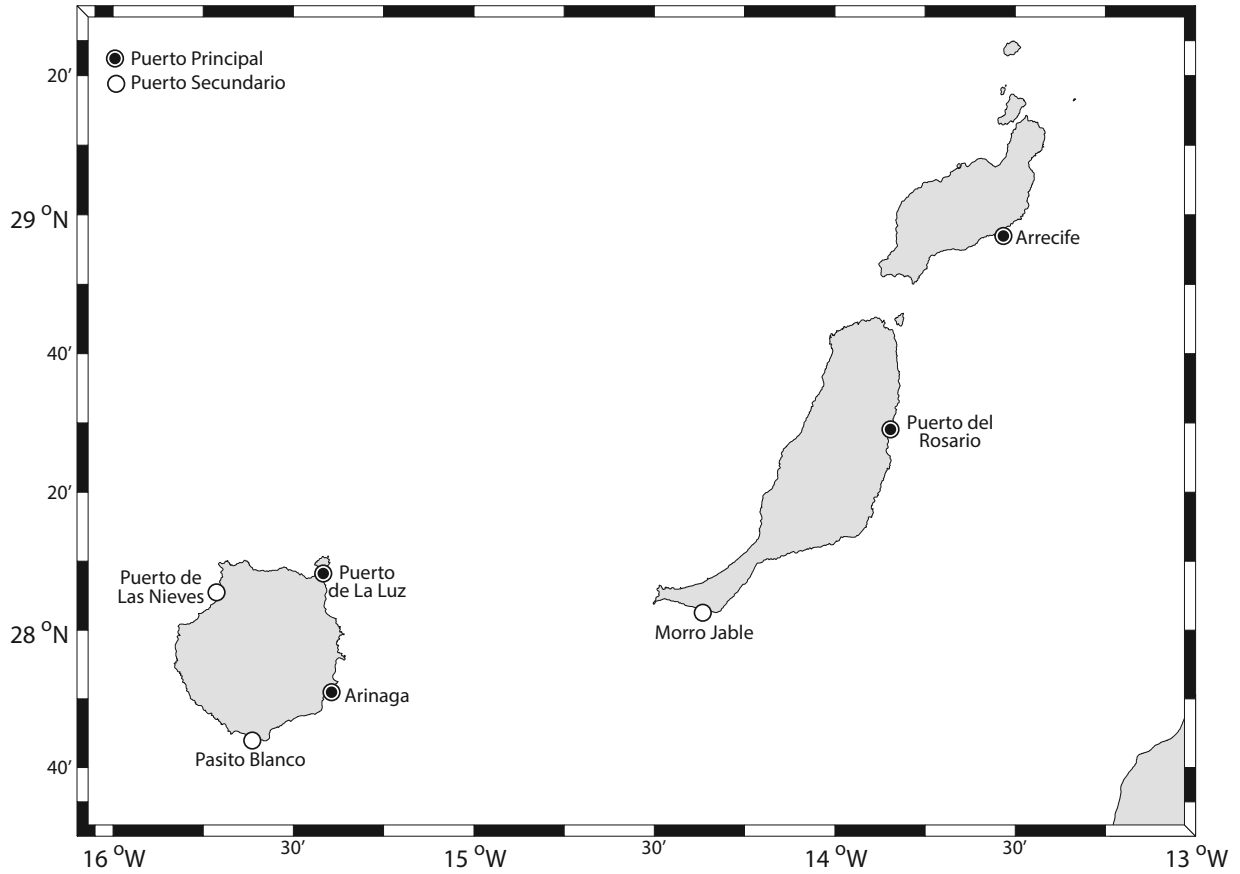 Puerto Principal
Puerto Secundario
20′
29 °N
Arrecife
40′
Puerto del
Rosario
20′
Puerto de
Las Nieves
Puerto
de La Luz
28 °N
Morro Jable
Arinaga
Pasito Blanco
40′
16 °W
30′
15 °W
30′
14 °W
30′
13 °W